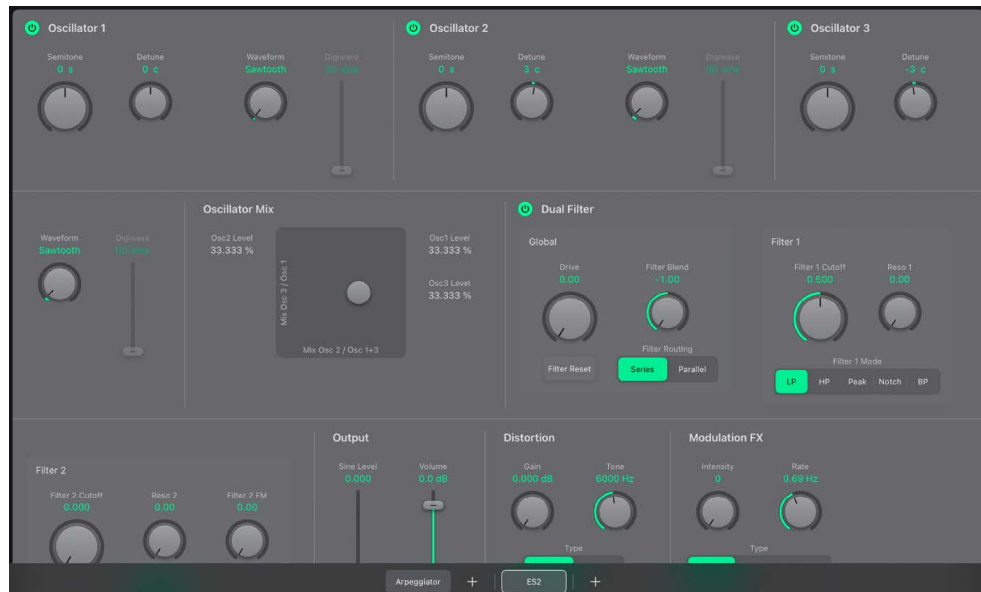 Oscillator 1
Oscillator 2
Oscillator 3
Semitone
Detune
Waveform
Digiwave
Semitone
Detune
Waveform
Digiwave
Semitone
Detune
0 s
0 c
Sawtooth
0 s
3 c
Sawtooth
0 s
-3 c
Oscillator Mix
Dual Filter
Waveform
Digiwave
Osc2 Level
Osc1 Level
Global
Filter 1
Sawtooth
33.333 %
33.333 %
Drive
Filter Blend
Filter 1 Cutoff
Reso 1
0.00
-1.00
0.500
0.00
Mix Osc 3 / Osc 1
Osc3 Level
33.333 %
Mix Osc 2 / Osc 1+3
Filter Routing
Filter 1 Mode
Filter Reset
Series
Parallel
LP
HP
Peak
Notch
BP
Output
Distortion
Modulation FX
Filter 2
Sine Level
Volume
Gain
Tone
Intensity
Rate
0.000
0.0 dB
0.000 dB
6000 Hz
0
0.69 Hz
Filter 2 Cutoff
Reso 2
Filter 2 FM
0.000
0.00
0.00
Type
Type
Arpeggiator
+
ES2
+